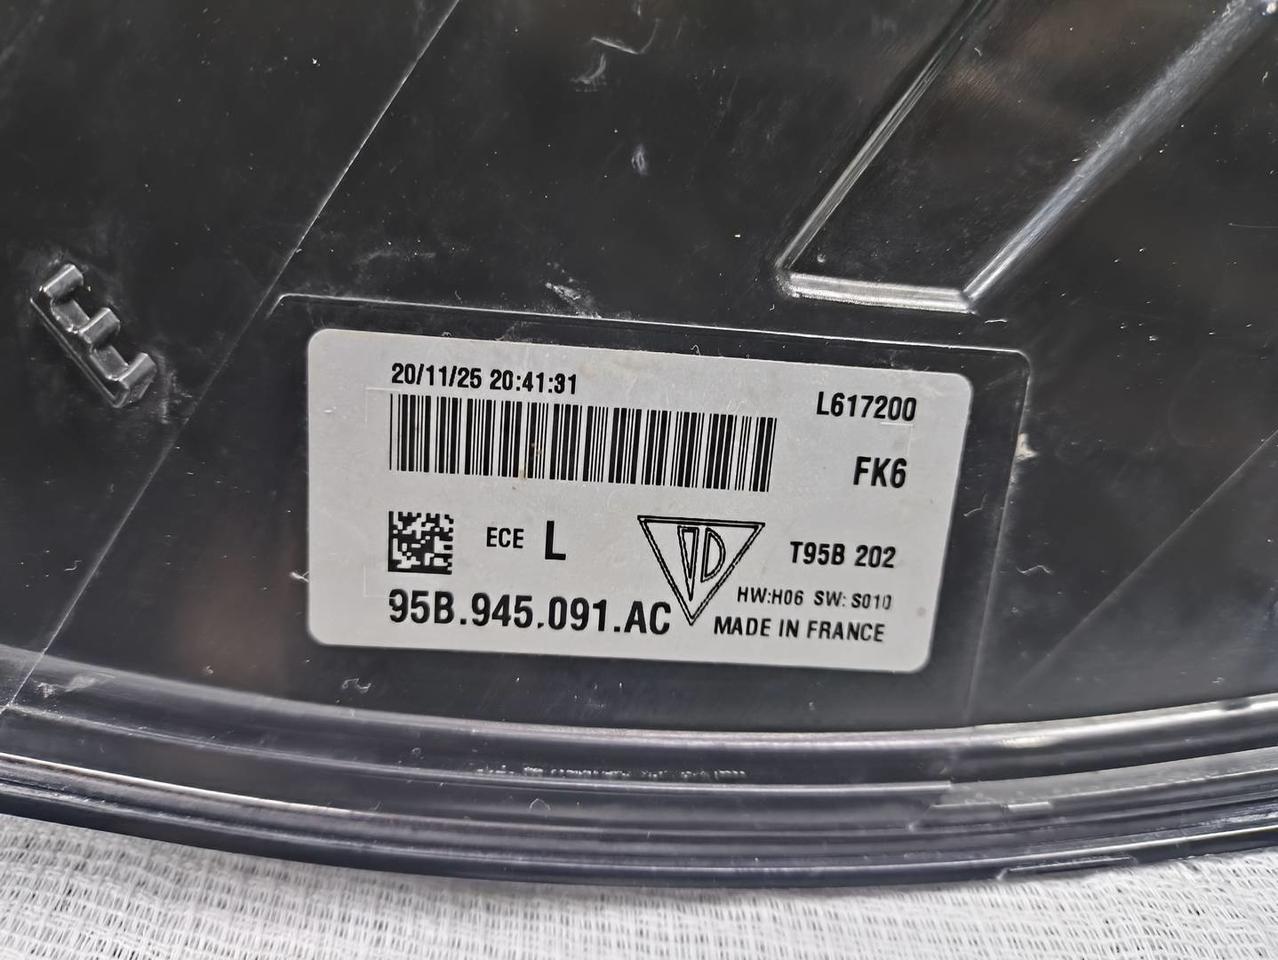 20/11/25 20:41:31
L617200
FK6
ECE L
T95B 202
HW:H06 SW: S010
95B.945.091.AC
MADE IN FRANCE
E